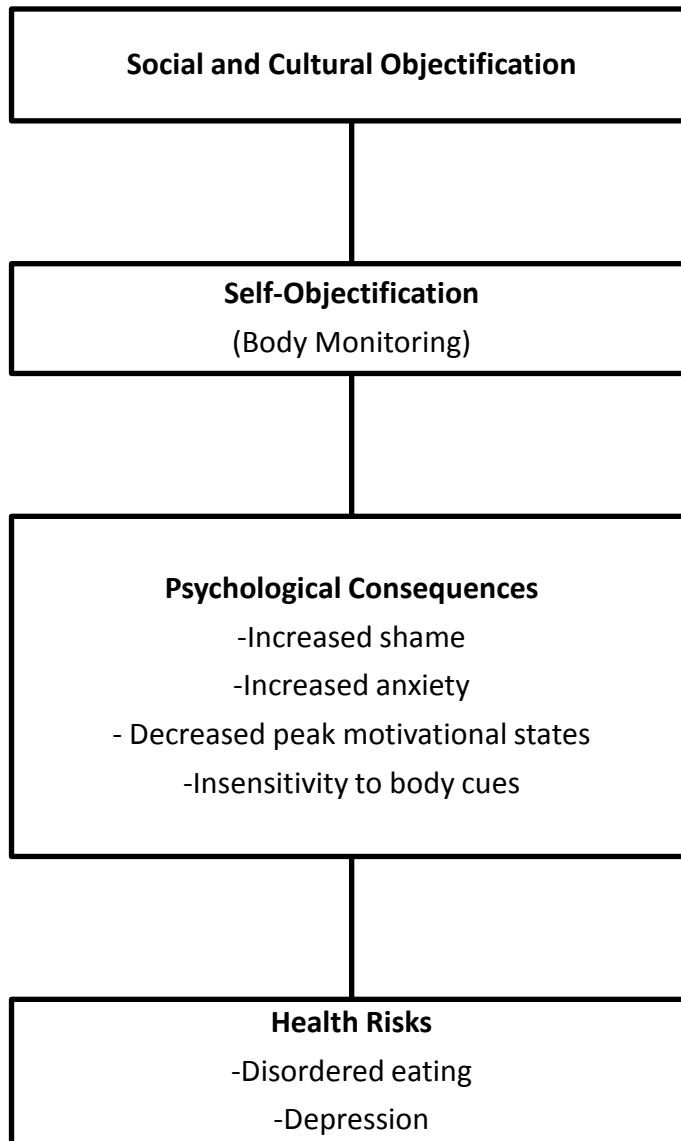 Social and Cultural Objectification
Self-Objectification
(Body Monitoring)
Psychological Consequences
-Increased shame
-Increased anxiety
- Decreased peak motivational states
-Insensitivity to body cues
Health Risks
-Disordered eating
-Depression